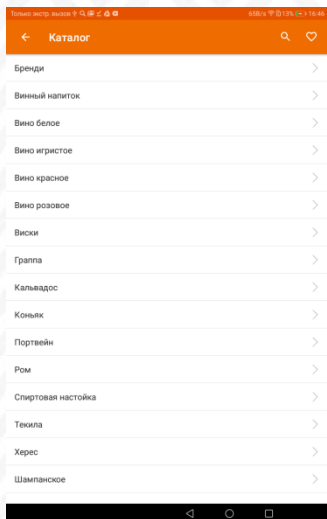 Только экстр. вызов 65B/s 13% 16:46
Каталог
Бренди
Винный напиток
Вино белое
Вино игристое
Вино красное
Вино розовое
Виски
Граппа
Кальвадос
Коньяк
Портвейн
Ром
Спиртовая настойка
Текила
Херес
Шампанское